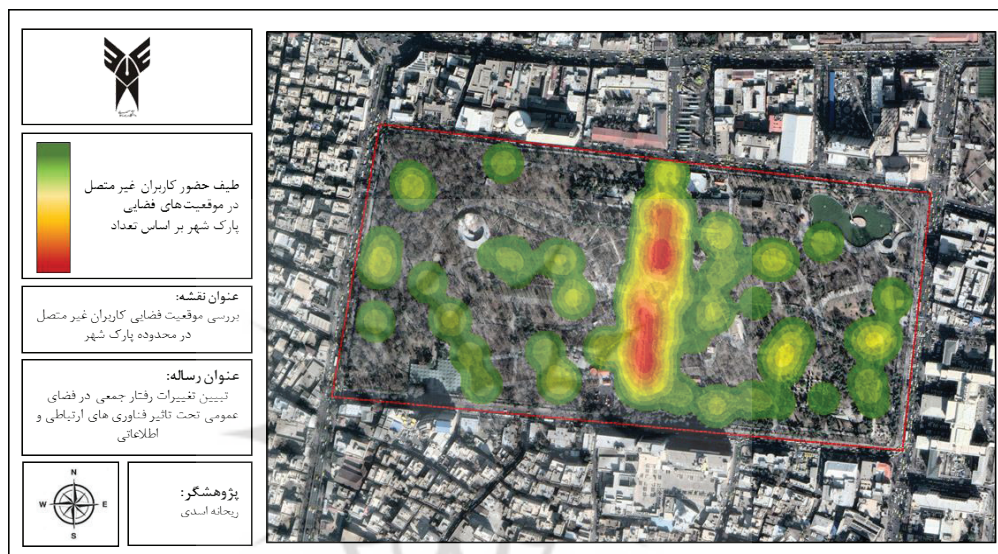 طیف حضور کاربران غیر متصل
در موقعیت‌های فضایی
پارک شهر بر اساس تعداد
عنوان نقشه:
بررسی موقعیت فضایی کاربران غیر متصل
در محدوده پارک شهر
عنوان رساله:
تبیین تغییرات رفتار جمعی در فضای
عمومی تحت تاثیر فناوری های ارتباطی و
اطلاعاتی
N
W E
S
پژوهشگر:
ریحانه اسدی